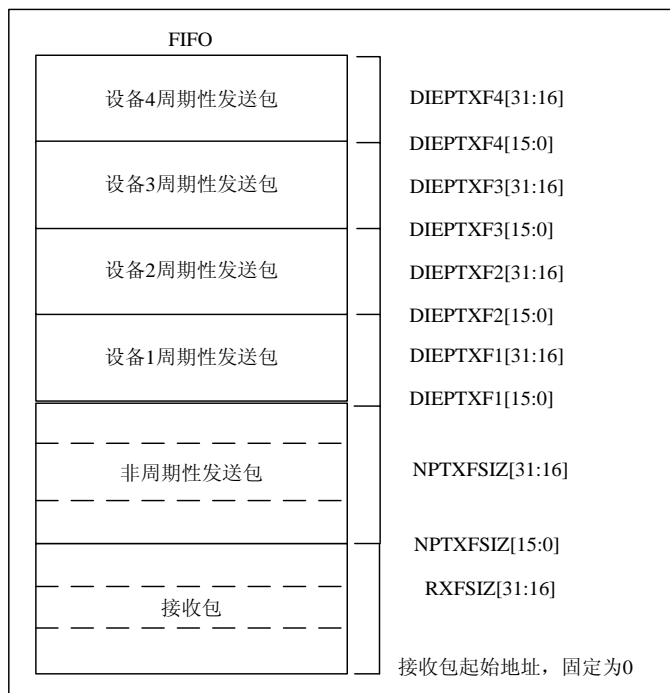 FIFO
设备4周期性发送包
DIEPTXF4[31:16]
DIEPTXF4[15:0]
设备3周期性发送包
DIEPTXF3[31:16]
DIEPTXF3[15:0]
设备2周期性发送包
DIEPTXF2[31:16]
DIEPTXF2[15:0]
设备1周期性发送包
DIEPTXF1[31:16]
DIEPTXF1[15:0]
非周期性发送包
NPTXFSIZ[31:16]
NPTXFSIZ[15:0]
RXFSIZ[31:16]
接收包
接收包起始地址，固定为0